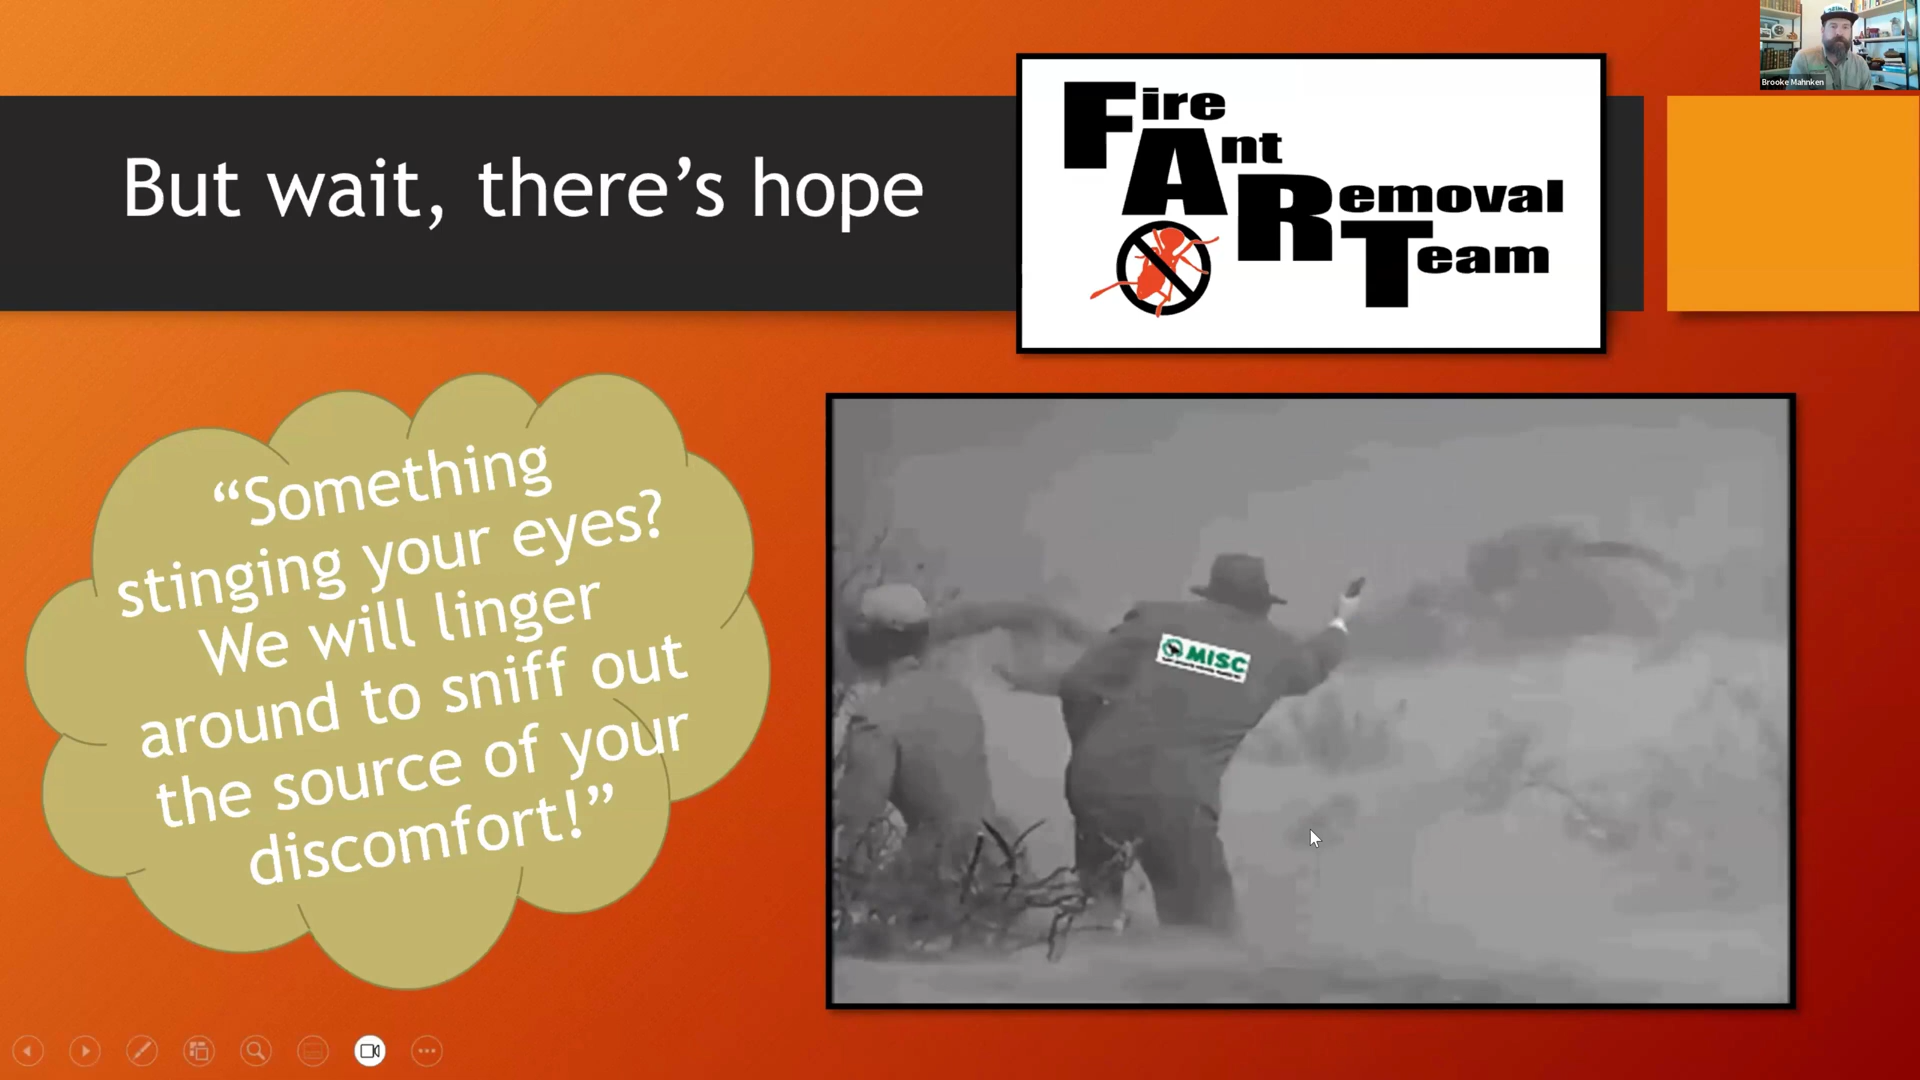 Brooke Mahnken
But wait, there’s hope
Fire
Ant
Removal
Team
“Something
stinging your eyes?
We will linger
around to sniff out
the source of your
discomfort!”
MISC